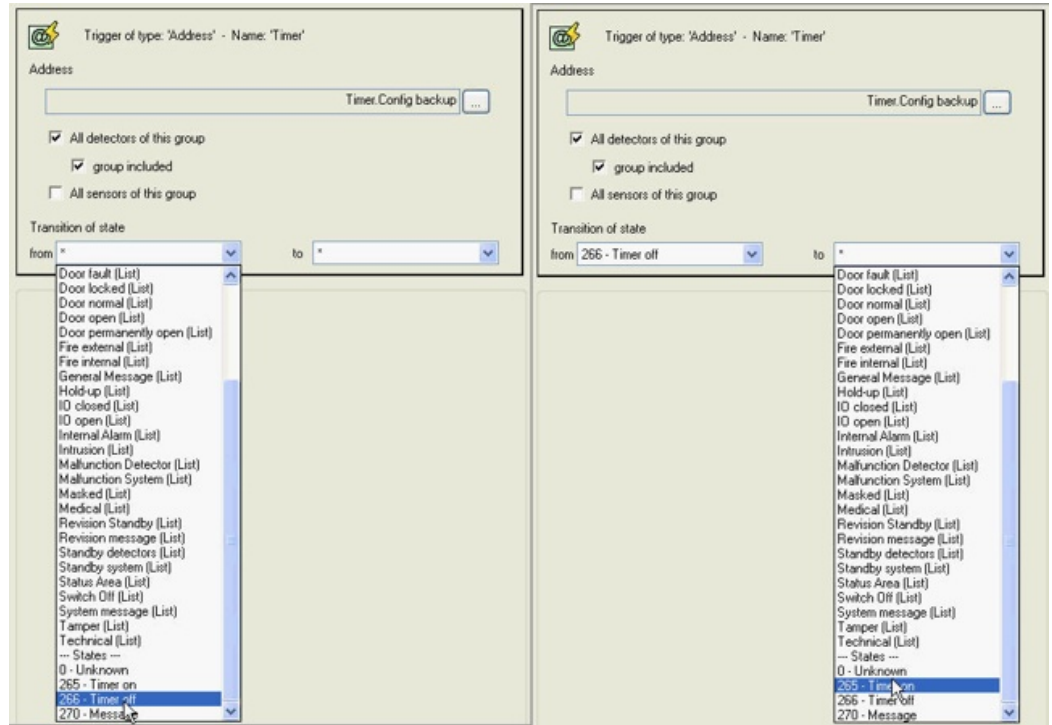 Trigger of type: 'Address' - Name: 'Timer'
Address
Timer.Config backup ...
All detectors of this group
group included
All sensors of this group
Transition of state
from * to *
Door fault (List)
Door locked (List)
Door normal (List)
Door open (List)
Door permanently open (List)
Fire external (List)
Fire internal (List)
General Message (List)
Hold-up (List)
IO closed (List)
IO open (List)
Internal Alarm (List)
Intrusion (List)
Malfunction Detector (List)
Malfunction System (List)
Masked (List)
Medical (List)
Revision Standby (List)
Revision message (List)
Standby detectors (List)
Standby system (List)
Status Area (List)
Switch Off (List)
System message (List)
Tamper (List)
Technical (List)
--- States ---
0 - Unknown
265 - Timer on
266 - Timer off
270 - Message
Trigger of type: 'Address' - Name: 'Timer'
Address
Timer.Config backup ...
All detectors of this group
group included
All sensors of this group
Transition of state
from 266 - Timer off to *
Door fault (List)
Door locked (List)
Door normal (List)
Door open (List)
Door permanently open (List)
Fire external (List)
Fire internal (List)
General Message (List)
Hold-up (List)
IO closed (List)
IO open (List)
Internal Alarm (List)
Intrusion (List)
Malfunction Detector (List)
Malfunction System (List)
Masked (List)
Medical (List)
Revision Standby (List)
Revision message (List)
Standby detectors (List)
Standby system (List)
Status Area (List)
Switch Off (List)
System message (List)
Tamper (List)
Technical (List)
--- States ---
0 - Unknown
265 - Timer on
266 - Timer off
270 - Message